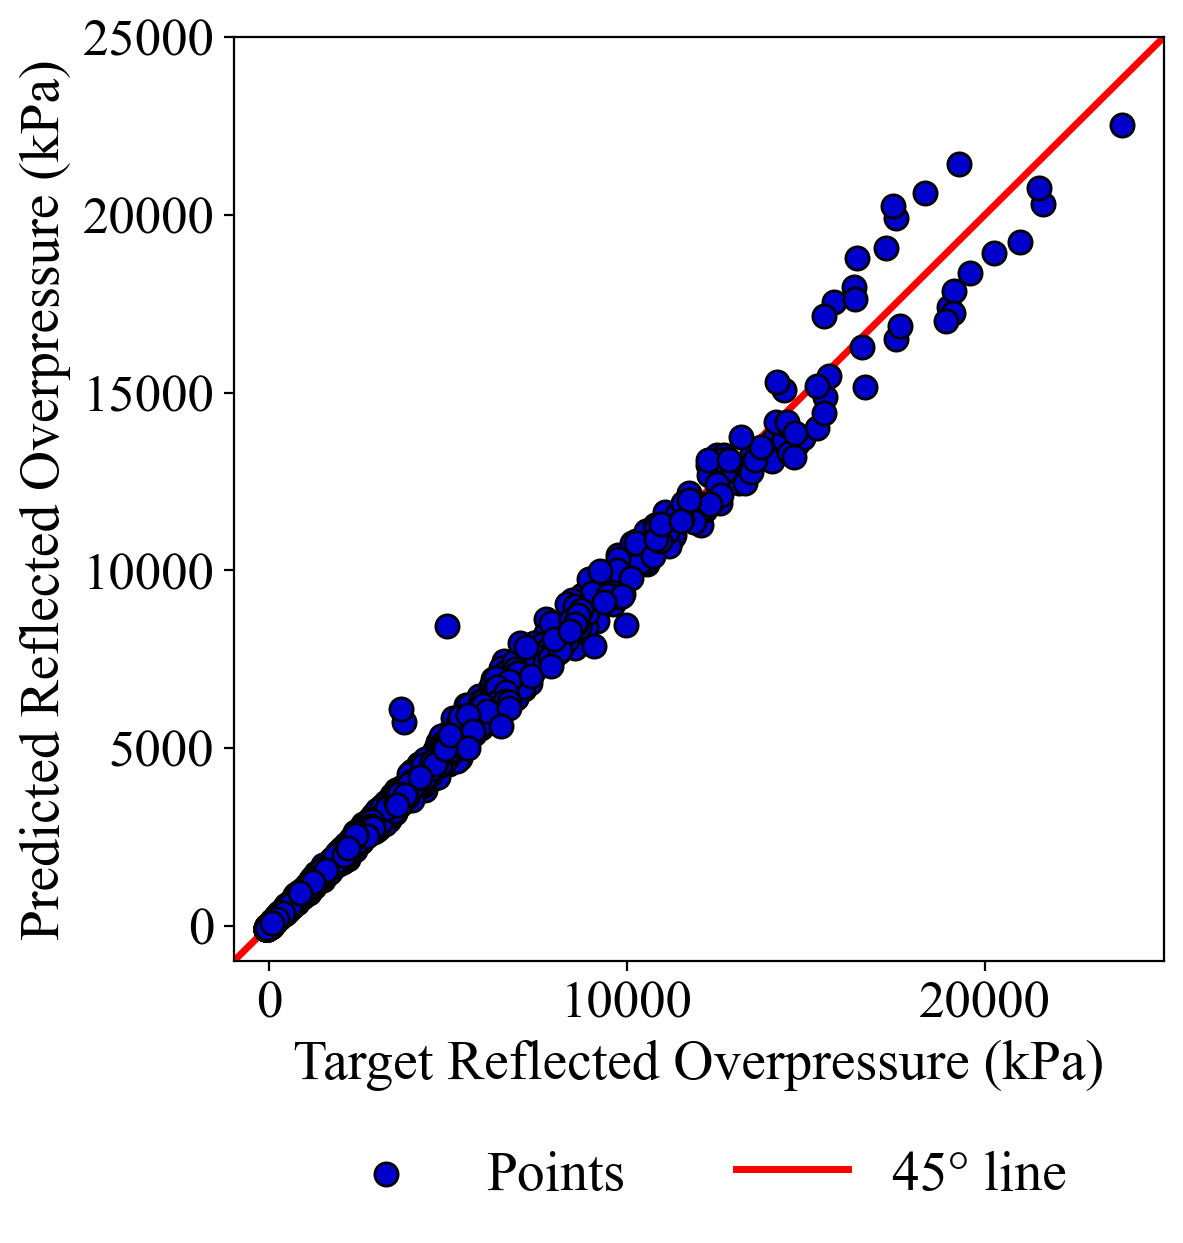 25000
20000
15000
10000
5000
0
Predicted Reflected Overpressure (kPa)
0 10000 20000
Target Reflected Overpressure (kPa)
Points 45° line